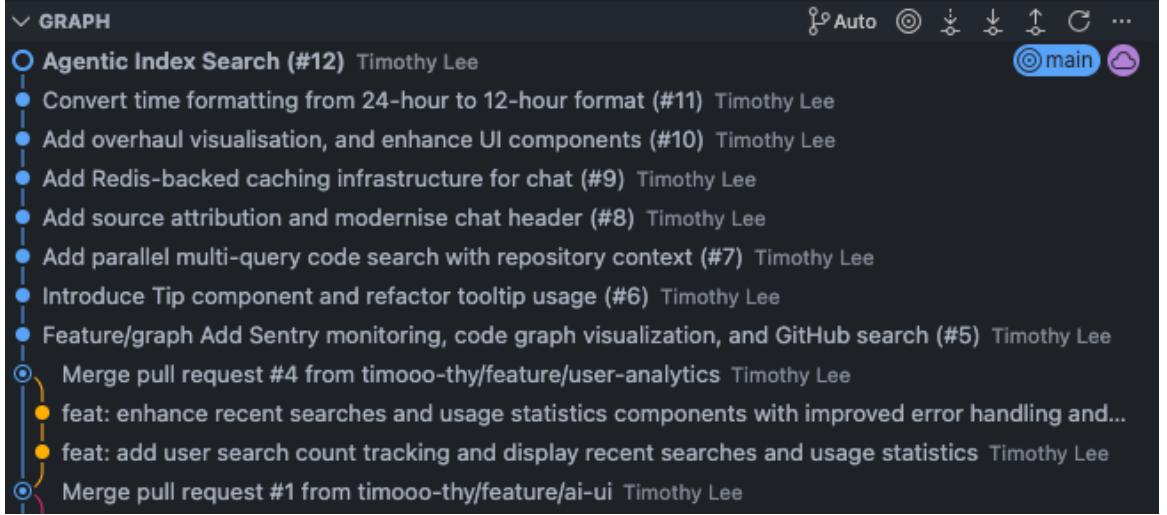 GRAPH Auto
Agentic Index Search (#12) Timothy Lee main
Convert time formatting from 24-hour to 12-hour format (#11) Timothy Lee
Add overhaul visualisation, and enhance UI components (#10) Timothy Lee
Add Redis-backed caching infrastructure for chat (#9) Timothy Lee
Add source attribution and modernise chat header (#8) Timothy Lee
Add parallel multi-query code search with repository context (#7) Timothy Lee
Introduce Tip component and refactor tooltip usage (#6) Timothy Lee
Feature/graph Add Sentry monitoring, code graph visualization, and GitHub search (#5) Timothy Lee
Merge pull request #4 from timooo-thy/feature/user-analytics Timothy Lee
feat: enhance recent searches and usage statistics components with improved error handling and...
feat: add user search count tracking and display recent searches and usage statistics Timothy Lee
Merge pull request #1 from timooo-thy/feature/ai-ui Timothy Lee